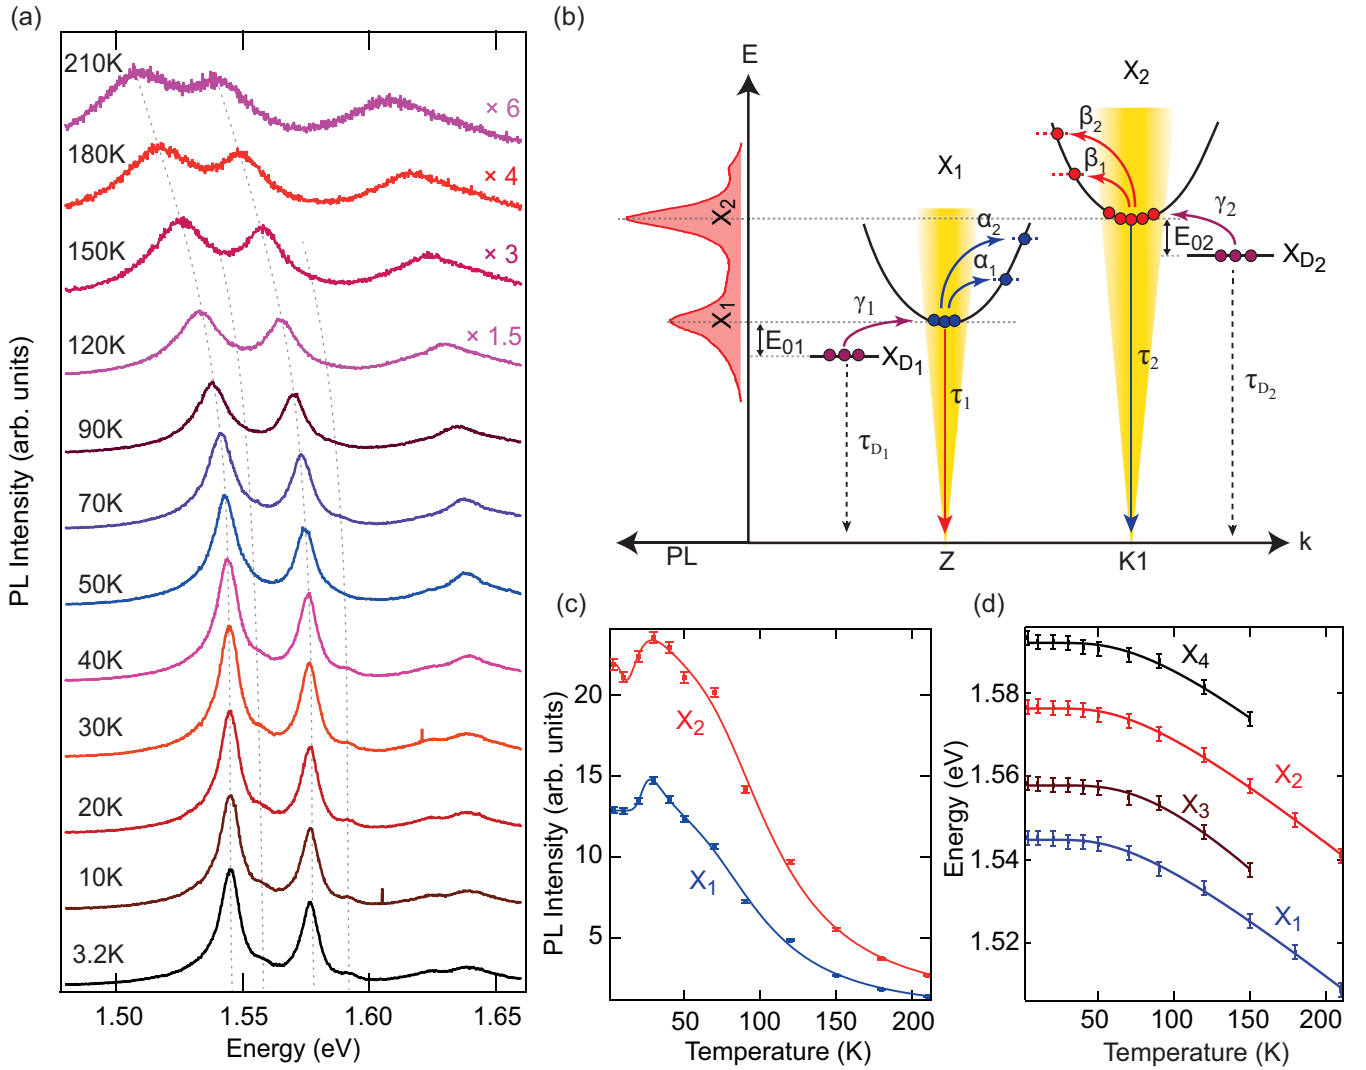 (a)
210K
× 6
180K
× 4
150K
× 3
120K
× 1.5
90K
70K
50K
40K
30K
20K
10K
3.2K
PL Intensity (arb. units)
1.50 1.55 1.60 1.65
Energy (eV)
(b)
E
X₂
X₁
X₂
X₁
β₂
β₁
γ₂
E₀₂
X_D₂
α₂
α₁
γ₁
E₀₁
X_D₁
τ₁
τ₂
τ_D₁
τ_D₂
PL
Z
K1
k
(c)
20
15
10
5
X₂
X₁
PL Intensity (arb. units)
50 100 150 200
Temperature (K)
(d)
1.58
1.56
1.54
1.52
X₄
X₂
X₃
X₁
Energy (eV)
50 100 150 200
Temperature (K)